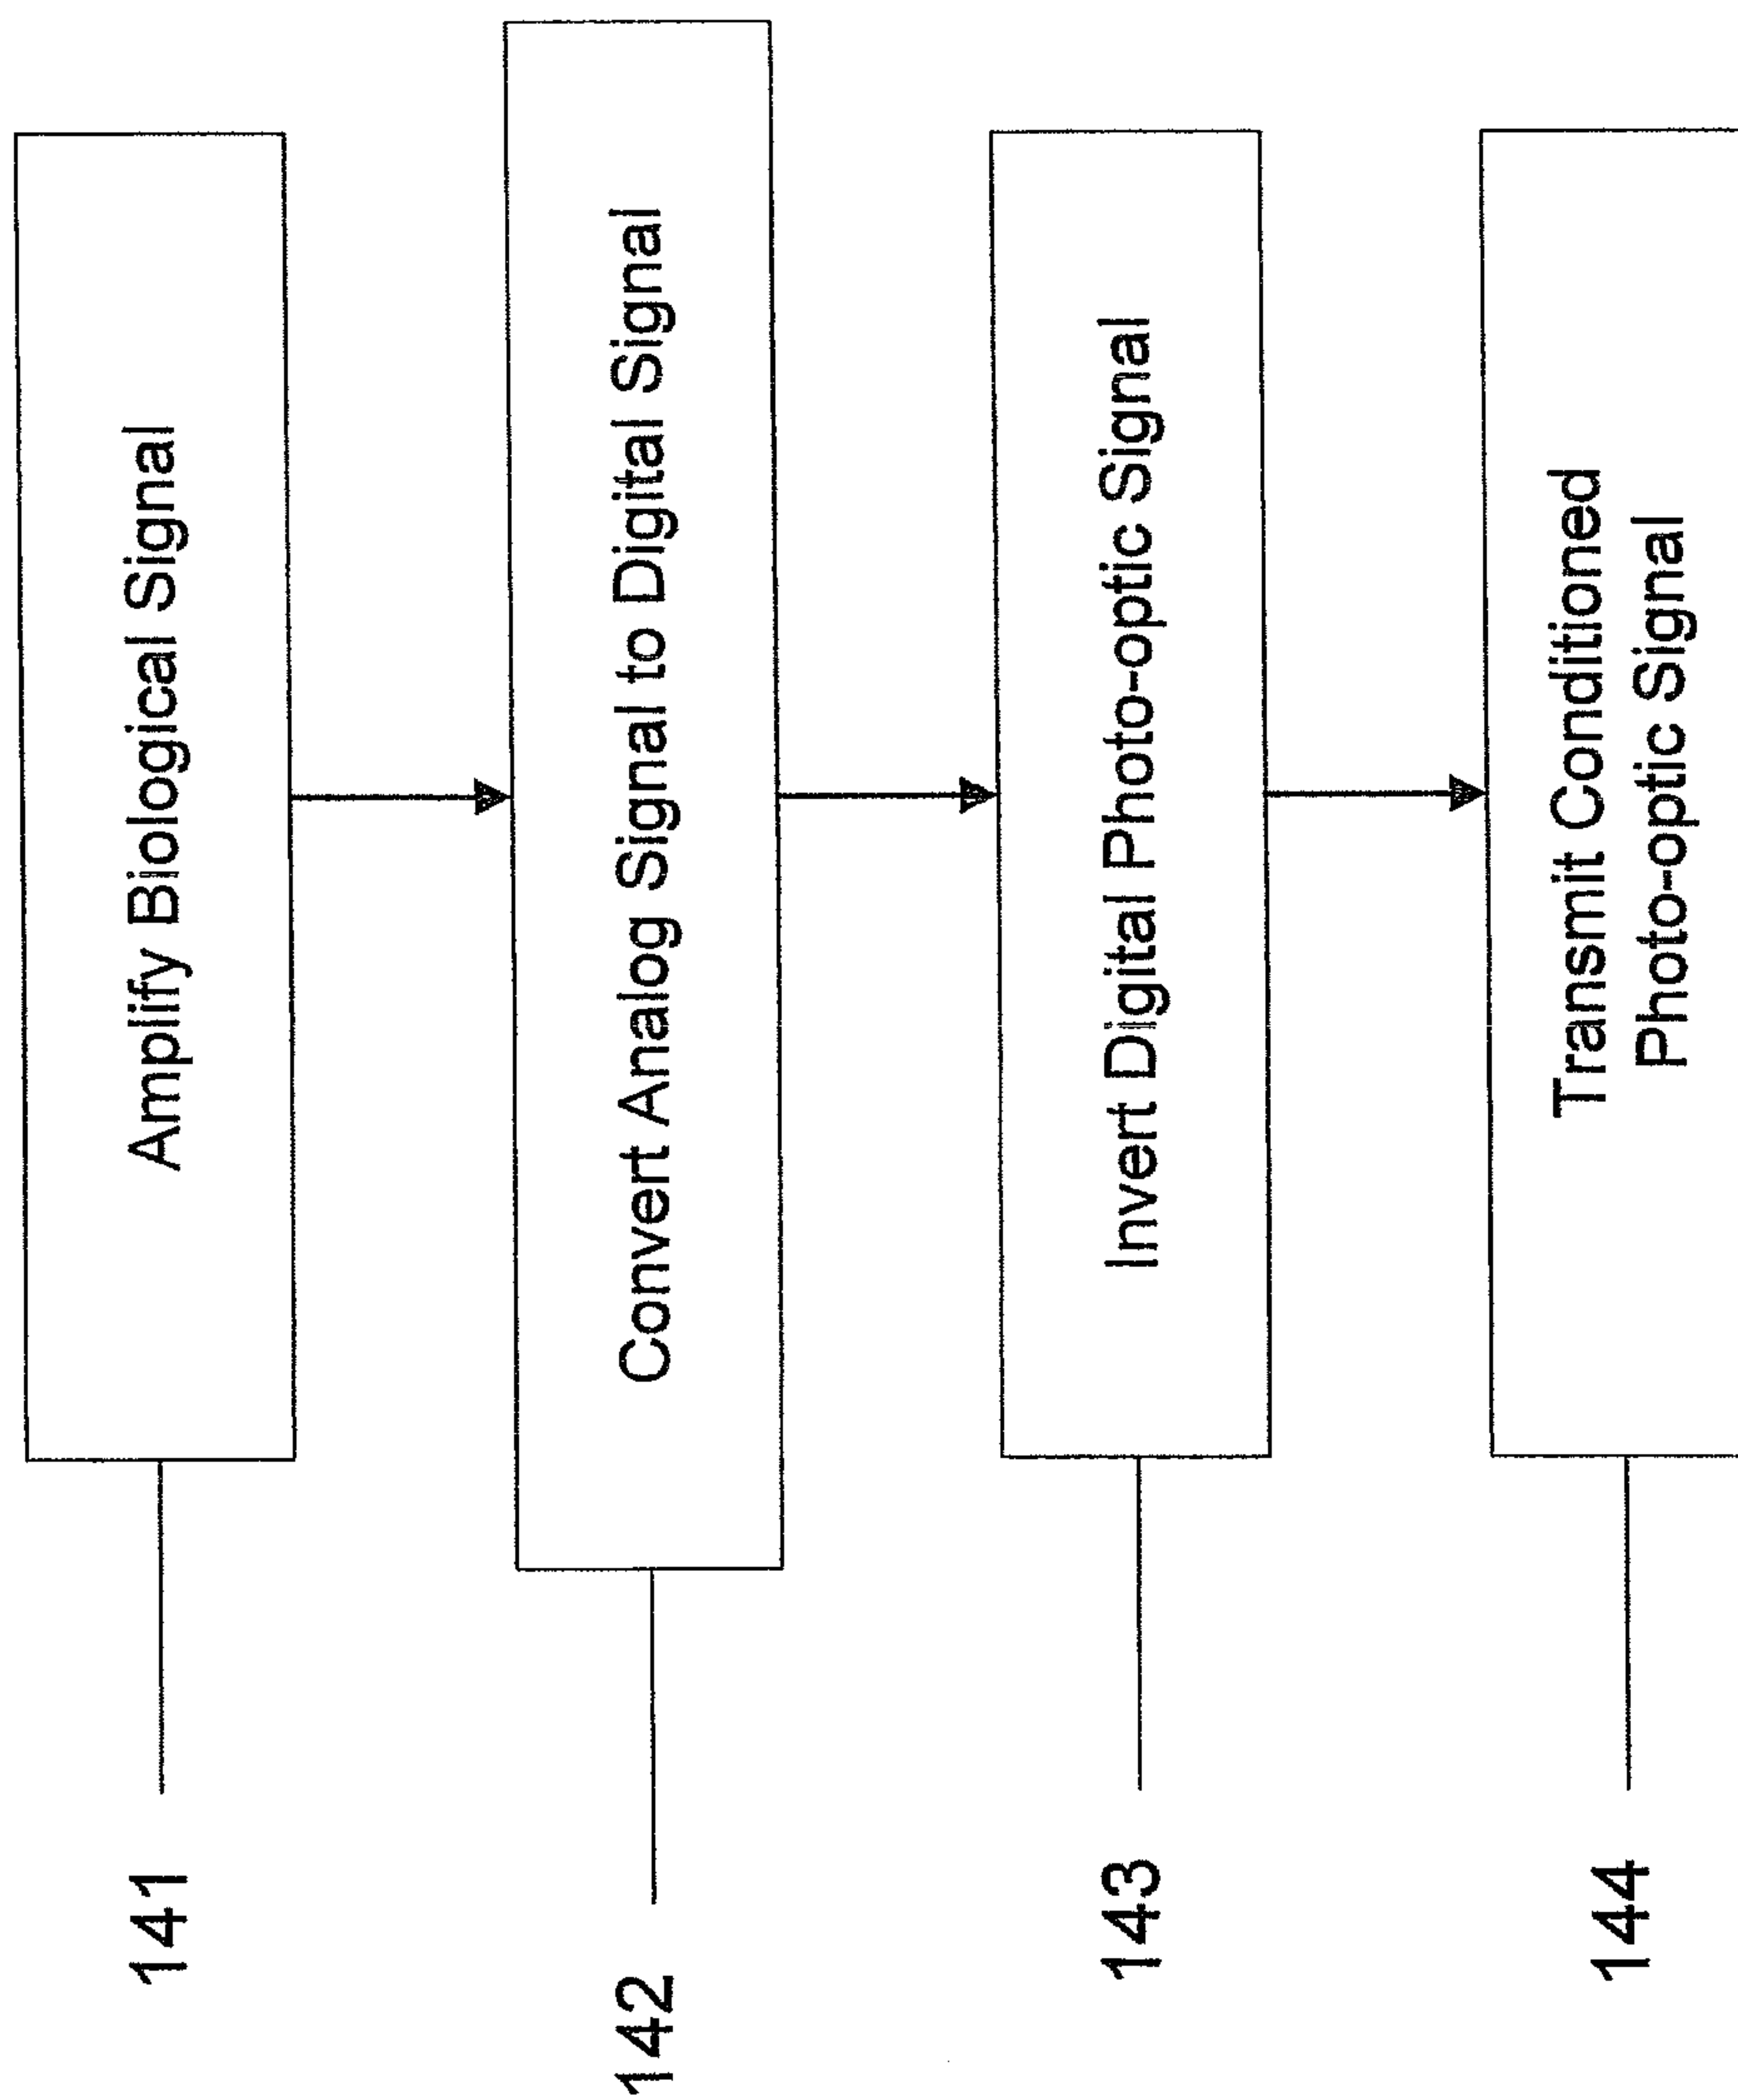 141
Amplify Biological Signal
142
Convert Analog Signal to Digital Signal
143
Invert Digital Photo-optic Signal
144
Transmit Conditioned
Photo-optic Signal